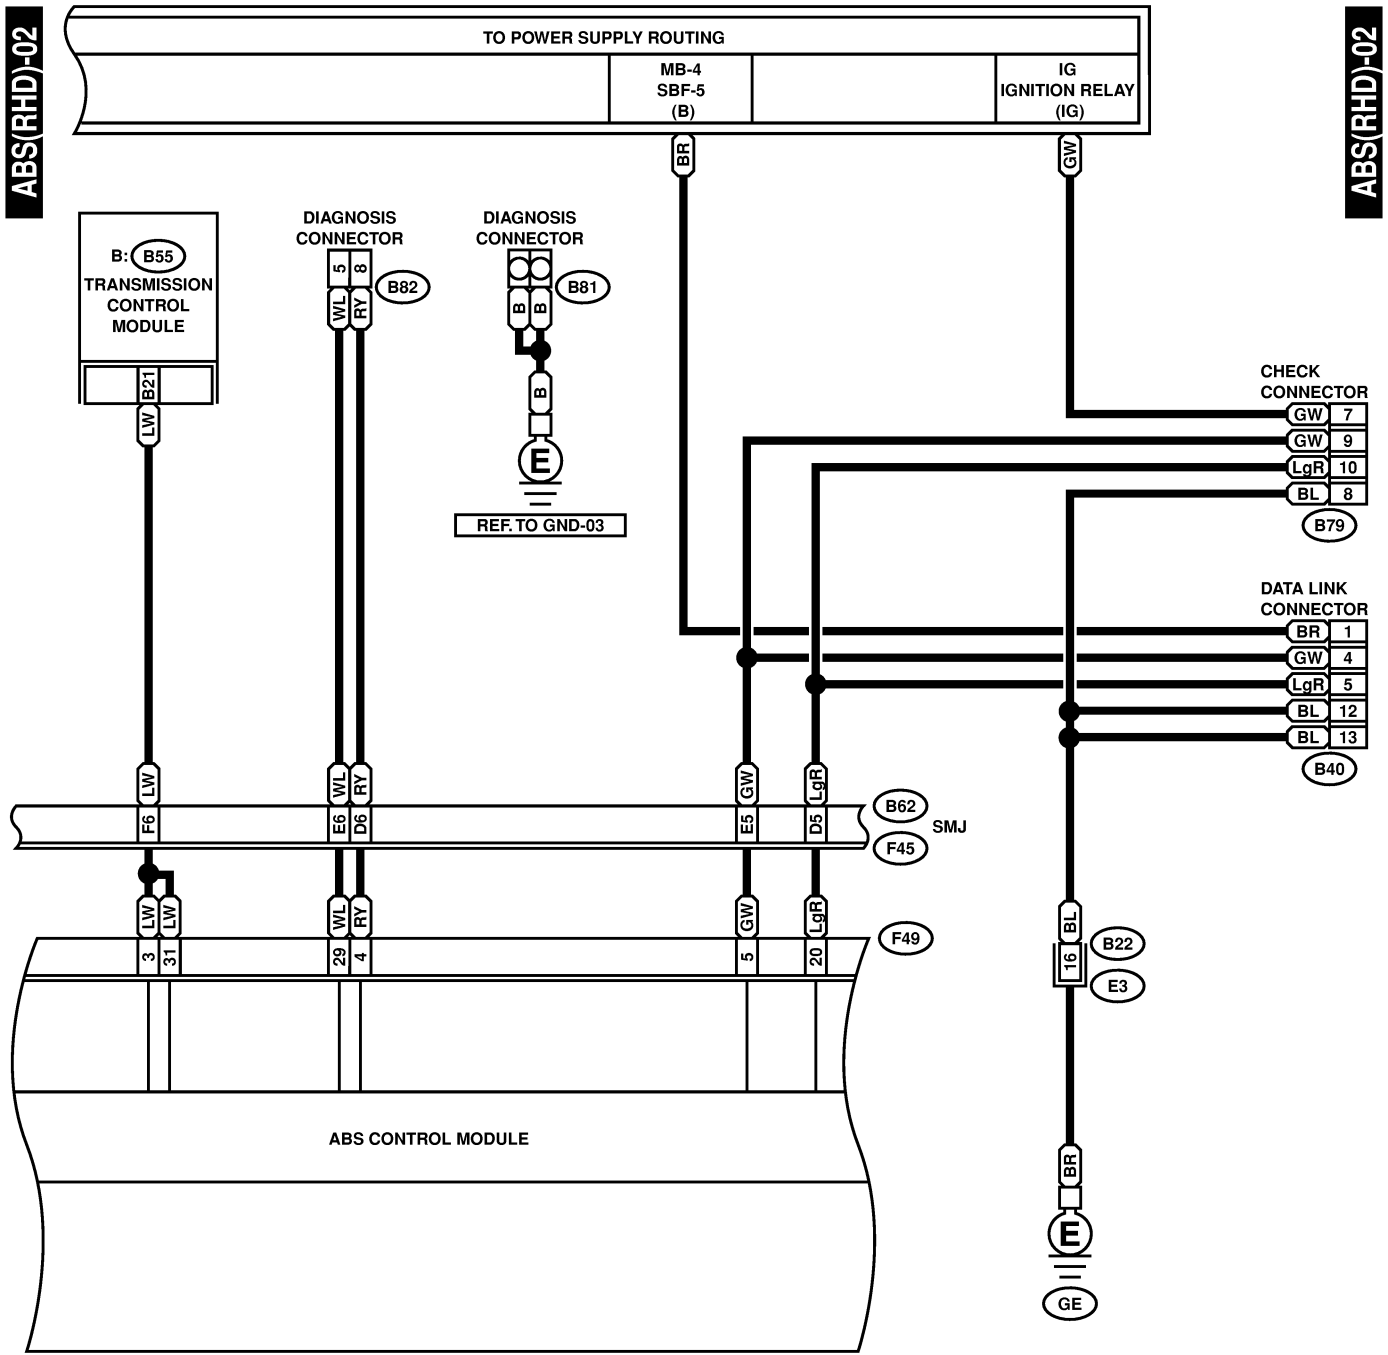 ABS(RHD)-02
ABS(RHD)-02
TO POWER SUPPLY ROUTING
MB-4
SBF-5
(B)
IG
IGNITION RELAY
(IG)
BR
GW
B: B55
TRANSMISSION
CONTROL
MODULE
B21
LW
DIAGNOSIS
CONNECTOR
5 8
B82
WL RY
DIAGNOSIS
CONNECTOR
B81
B B
B
E
REF. TO GND-03
CHECK
CONNECTOR
GW 7
GW 9
LgR 10
BL 8
B79
DATA LINK
CONNECTOR
BR 1
GW 4
LgR 5
BL 12
BL 13
B40
LW WL RY GW LgR
F6 E6 D6 E5 D5
B62
SMJ
F45
LW LW WL RY GW LgR
3 31 29 4 5 20
F49
BL
16
B22
E3
ABS CONTROL MODULE
BR
E
GE